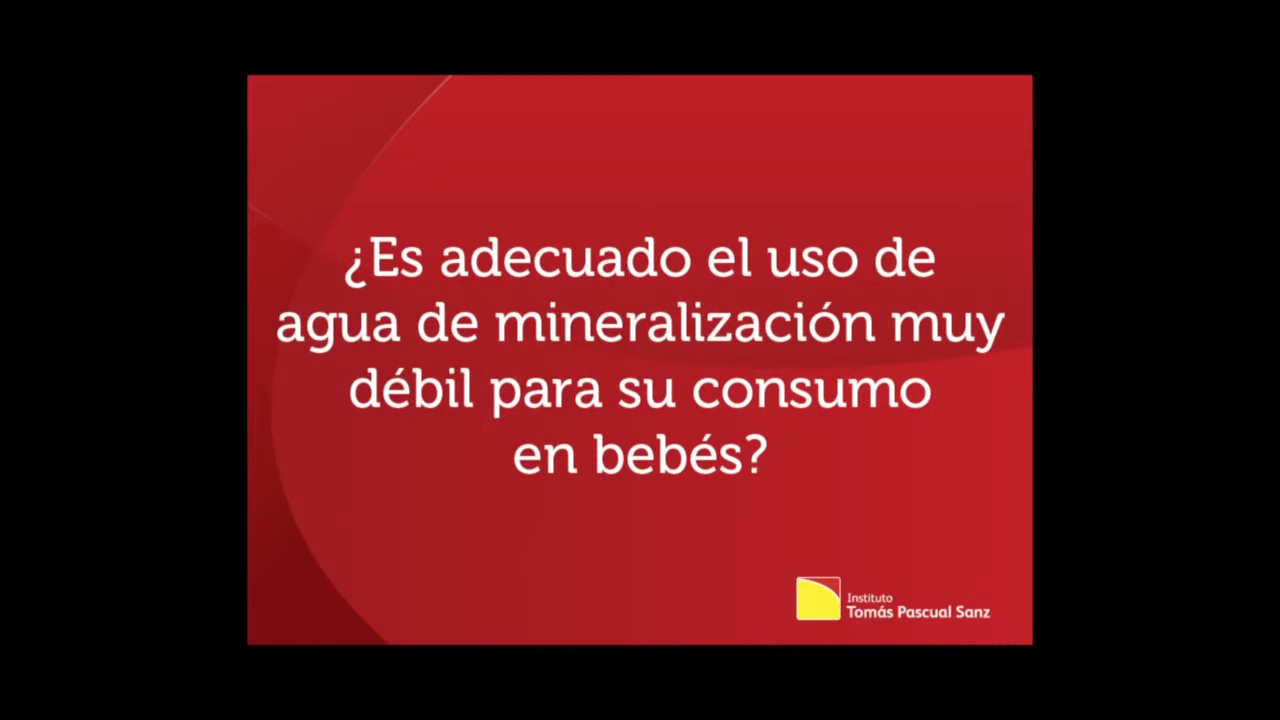 ¿Es adecuado el uso de
agua de mineralización muy
débil para su consumo
en bebés?
Instituto
Tomás Pascual Sanz